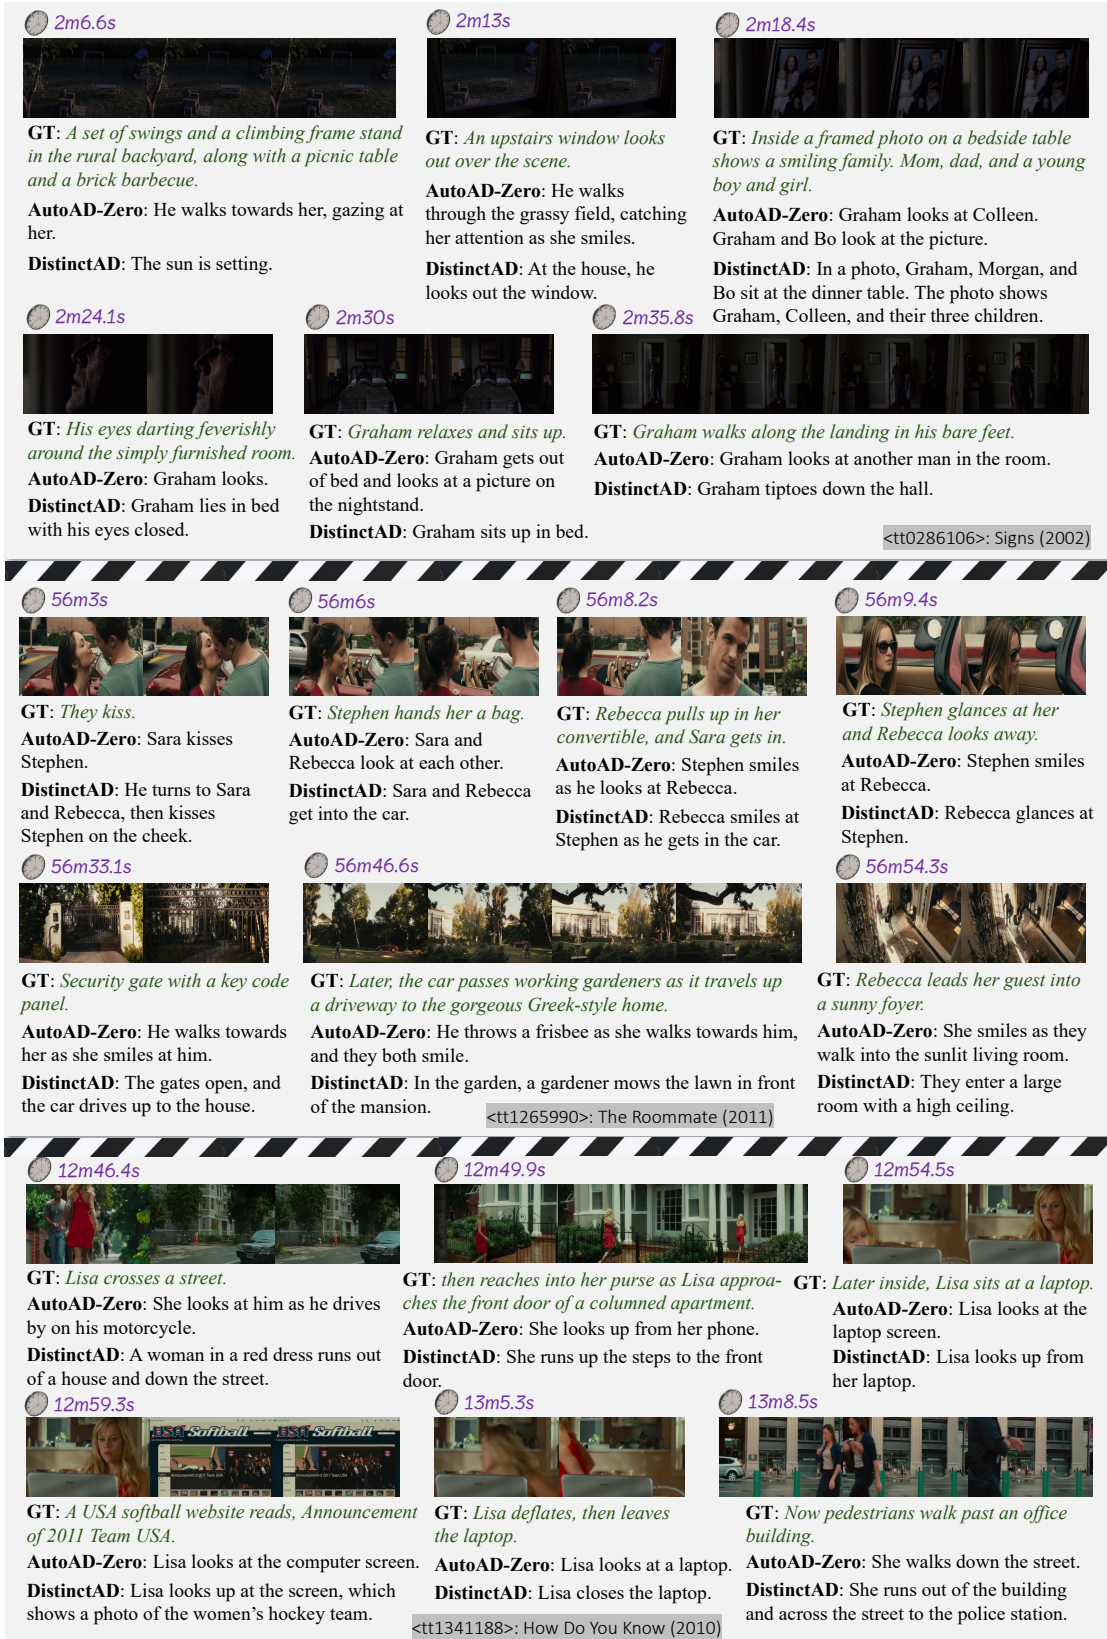 2m6.6s
GT: A set of swings and a climbing frame stand
in the rural backyard, along with a picnic table
and a brick barbecue.
AutoAD-Zero: He walks towards her, gazing at
her.
DistinctAD: The sun is setting.
2m13s
GT: An upstairs window looks
out over the scene.
AutoAD-Zero: He walks
through the grassy field, catching
her attention as she smiles.
DistinctAD: At the house, he
looks out the window.
2m18.4s
GT: Inside a framed photo on a bedside table
shows a smiling family. Mom, dad, and a young
boy and girl.
AutoAD-Zero: Graham looks at Colleen.
Graham and Bo look at the picture.
DistinctAD: In a photo, Graham, Morgan, and
Bo sit at the dinner table. The photo shows
Graham, Colleen, and their three children.
2m24.1s
GT: His eyes darting feverishly
around the simply furnished room.
AutoAD-Zero: Graham looks.
DistinctAD: Graham lies in bed
with his eyes closed.
2m30s
GT: Graham relaxes and sits up.
AutoAD-Zero: Graham gets out
of bed and looks at a picture on
the nightstand.
DistinctAD: Graham sits up in bed.
2m35.8s
GT: Graham walks along the landing in his bare feet.
AutoAD-Zero: Graham looks at another man in the room.
DistinctAD: Graham tiptoes down the hall.
<tt0286106>: Signs (2002)
56m3s
GT: They kiss.
AutoAD-Zero: Sara kisses
Stephen.
DistinctAD: He turns to Sara
and Rebecca, then kisses
Stephen on the cheek.
56m6s
GT: Stephen hands her a bag.
AutoAD-Zero: Sara and
Rebecca look at each other.
DistinctAD: Sara and Rebecca
get into the car.
56m8.2s
GT: Rebecca pulls up in her
convertible, and Sara gets in.
AutoAD-Zero: Stephen smiles
as he looks at Rebecca.
DistinctAD: Rebecca smiles at
Stephen as he gets in the car.
56m9.4s
GT: Stephen glances at her
and Rebecca looks away.
AutoAD-Zero: Stephen smiles
at Rebecca.
DistinctAD: Rebecca glances at
Stephen.
56m33.1s
GT: Security gate with a key code
panel.
AutoAD-Zero: He walks towards
her as she smiles at him.
DistinctAD: The gates open, and
the car drives up to the house.
56m46.6s
GT: Later, the car passes working gardeners as it travels up
a driveway to the gorgeous Greek-style home.
AutoAD-Zero: He throws a frisbee as she walks towards him,
and they both smile.
DistinctAD: In the garden, a gardener mows the lawn in front
of the mansion.
56m54.3s
GT: Rebecca leads her guest into
a sunny foyer.
AutoAD-Zero: She smiles as they
walk into the sunlit living room.
DistinctAD: They enter a large
room with a high ceiling.
<tt1265990>: The Roommate (2011)
12m46.4s
GT: Lisa crosses a street.
AutoAD-Zero: She looks at him as he drives
by on his motorcycle.
DistinctAD: A woman in a red dress runs out
of a house and down the street.
12m49.9s
GT: then reaches into her purse as Lisa approa-
ches the front door of a columned apartment.
AutoAD-Zero: She looks up from her phone.
DistinctAD: She runs up the steps to the front
door.
12m54.5s
GT: Later inside, Lisa sits at a laptop.
AutoAD-Zero: Lisa looks at the
laptop screen.
DistinctAD: Lisa looks up from
her laptop.
12m59.3s
USA Softball USA Softball
Announcement of 2011 Team USA Announcement of 2011 Team USA
GT: A USA softball website reads, Announcement
of 2011 Team USA.
AutoAD-Zero: Lisa looks at the computer screen.
DistinctAD: Lisa looks up at the screen, which
shows a photo of the women's hockey team.
13m5.3s
GT: Lisa deflates, then leaves
the laptop.
AutoAD-Zero: Lisa looks at a laptop.
DistinctAD: Lisa closes the laptop.
13m8.5s
GT: Now pedestrians walk past an office
building.
AutoAD-Zero: She walks down the street.
DistinctAD: She runs out of the building
and across the street to the police station.
<tt1341188>: How Do You Know (2010)